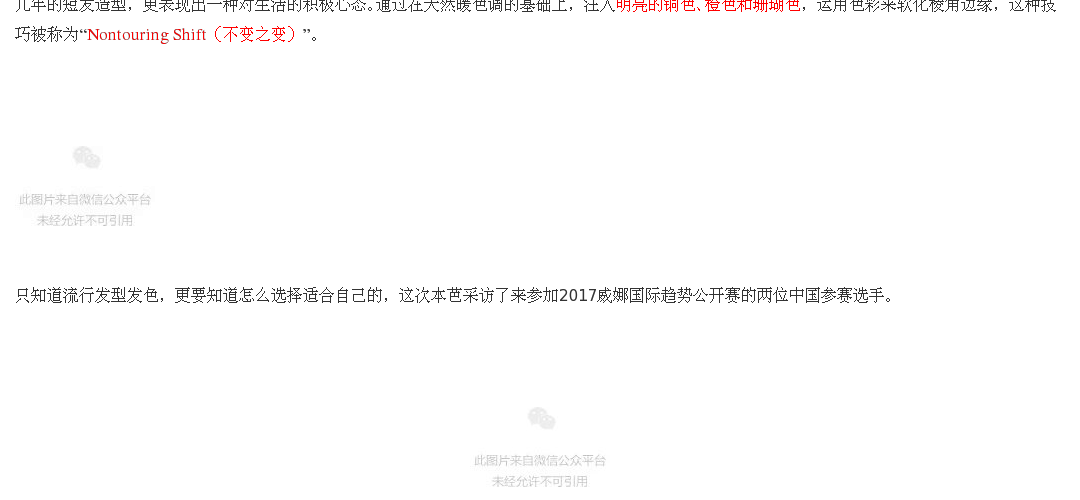 几年的短发造型，更表现出一种对生活的积极心态。通过在天然暖色调的基础上，注入明亮的铜色、橙色和珊瑚色，运用色彩来软化棱角边缘，这种技
巧被称为“Nontouring Shift（不变之变）”。
此图片来自微信公众平台
未经允许不可引用
只知道流行发型发色，更要知道怎么选择适合自己的，这次本芭采访了来参加2017威娜国际趋势公开赛的两位中国参赛选手。
此图片来自微信公众平台
未经允许不可引用